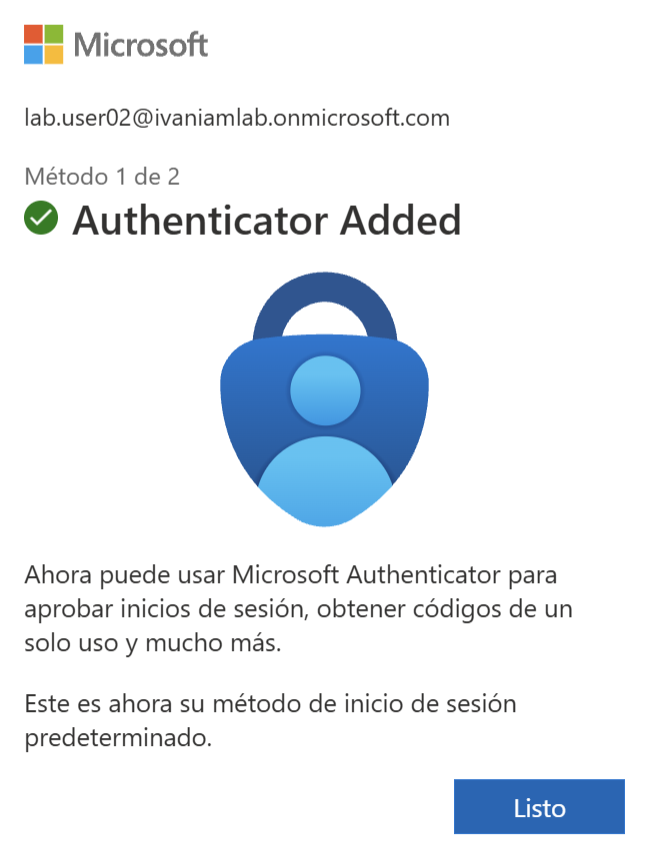 Microsoft
lab.user02@ivaniamlab.onmicrosoft.com
Método 1 de 2
Authenticator Added
Ahora puede usar Microsoft Authenticator para
aprobar inicios de sesión, obtener códigos de un
solo uso y mucho más.
Este es ahora su método de inicio de sesión
predeterminado.
Listo